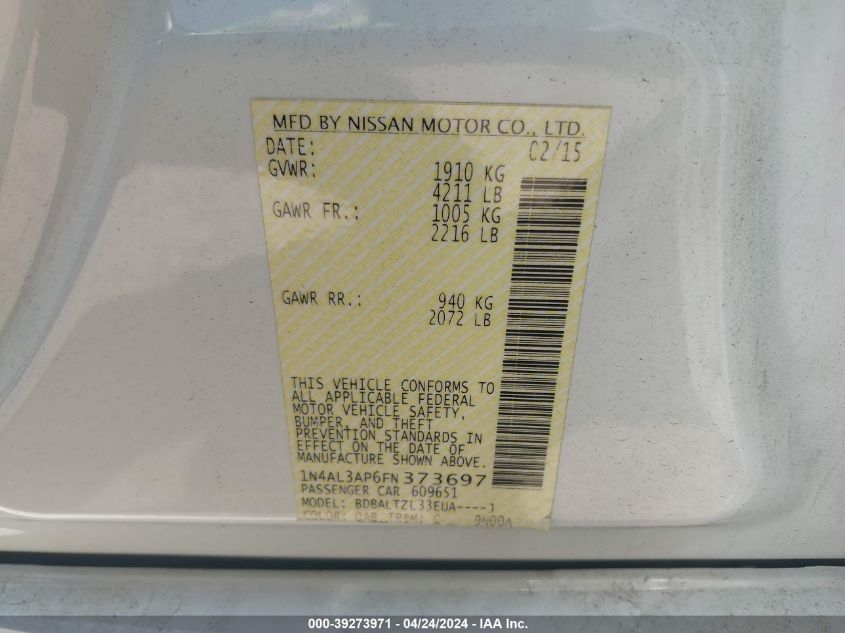 MFD BY NISSAN MOTOR CO., LTD.
DATE: 02/15
GVWR: 1910 KG
4211 LB
GAWR FR.: 1005 KG
2216 LB
GAWR RR.: 940 KG
2072 LB
THIS VEHICLE CONFORMS TO
ALL APPLICABLE FEDERAL
MOTOR VEHICLE SAFETY,
BUMPER, AND THEFT
PREVENTION STANDARDS IN
EFFECT ON THE DATE OF
MANUFACTURE SHOWN ABOVE.
1N4AL3AP6FN373697
PASSENGER CAR 609651
MODEL: BDBALTZL33EUA----J
COLOR: QAB TRIM: C
000-39273971 | 04/24/2024 - IAA Inc.